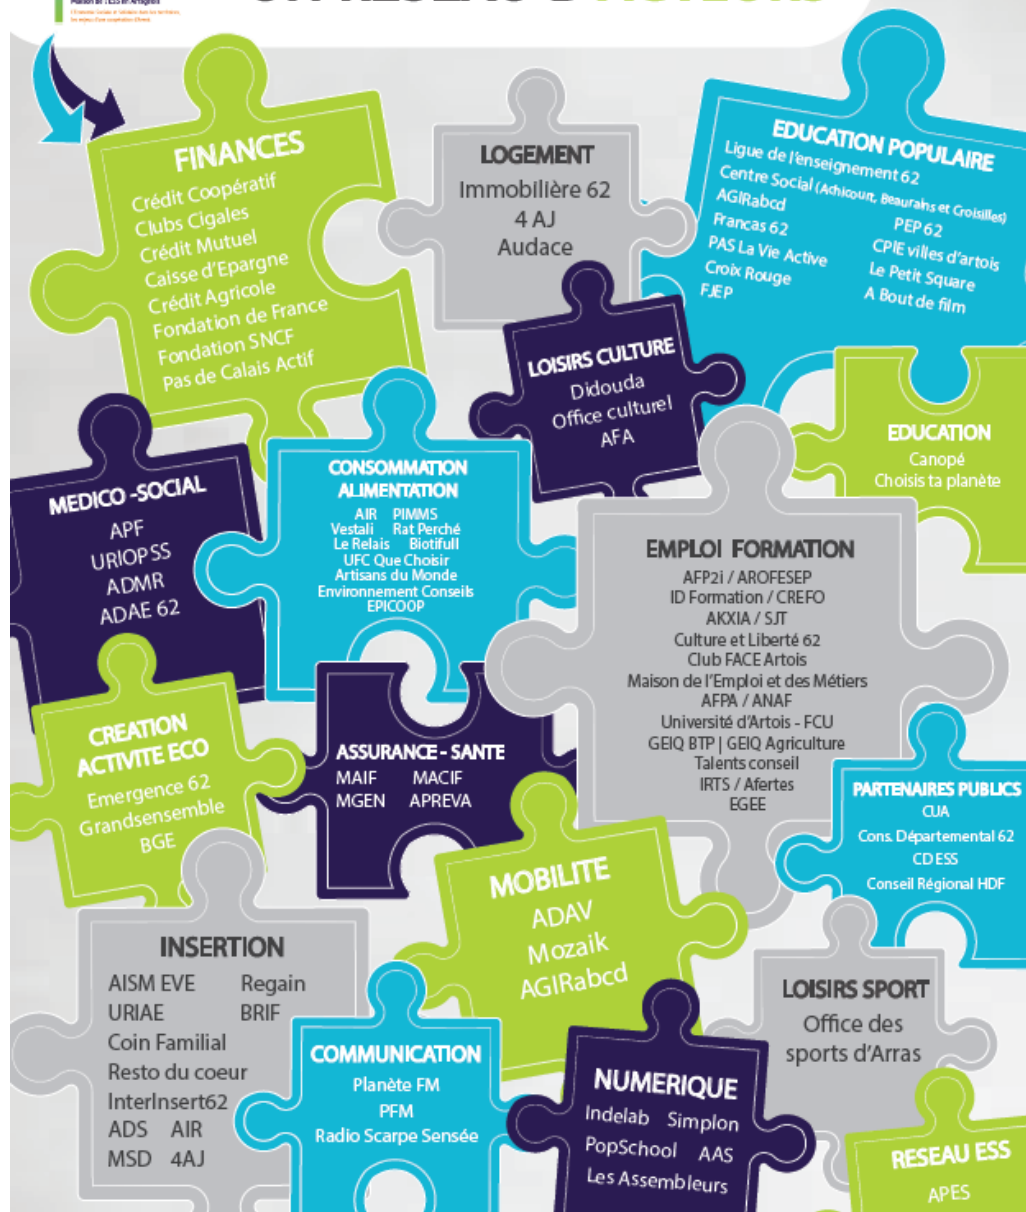 Maison de l'ESS en Artognois
UN RESEAU D'ACTEURS
FINANCES
Crédit Coopératif
Clubs Cigales
Crédit Mutuel
Caisse d'Epargne
Crédit Agricole
Fondation de France
Fondation SNCF
Pas de Calais Actif
LOGEMENT
Immobilière 62
4 AJ
Audace
EDUCATION POPULAIRE
Ligue de l'enseignement 62
Centre Social (Achicourt, Beaurahs et Croisilles)
AGIRabcd
Francas 62
PAS La Vie Active
Croix Rouge
FJEP
PEP 62
CPIE villes d'artois
Le Petit Square
A Bout de film
LOISIRS CULTURE
Didouda
Office culturel
AFA
EDUCATION
Canopé
Choisis ta planète
MEDICO -SOCIAL
APF
URIOPSS
ADMR
ADAE 62
CONSOMMATION
ALIMENTATION
AIR PIMMS
Vestali Rat Perché
Le Relais Biotifull
UFC Que Choisir
Artisans du Monde
Environnement Conseils
EPICOOP
EMPLOI FORMATION
AFP2i / AROFESEP
ID Formation / CREFO
AKXIA / SJT
Culture et Liberté 62
Club FACE Artois
Maison de l'Emploi et des Métiers
AFPA / ANAF
Université d'Artois - FCU
GEIQ BTP | GEIQ Agriculture
Talents conseil
IRTS / Afertes
EGEE
CREATION
ACTIVITE ECO
Emergence 62
Grandsensemble
BGE
ASSURANCE - SANTE
MAIF MACIF
MGEN APREVA
PARTENAIRES PUBLICS
CUA
Cons. Départemental 62
CDESS
Conseil Régional HDF
MOBILITE
ADAV
Mozaik
AGIRabcd
INSERTION
AISM EVE Regain
URIAE BRIF
Coin Familial
Resto du coeur
InterInsert62
ADS AIR
MSD 4AJ
LOISIRS SPORT
Office des
sports d'Arras
COMMUNICATION
Planète FM
PFM
Radio Scarpe Sensée
NUMERIQUE
Indelab Simplon
PopSchool AAS
Les Assembleurs
RESEAU ESS
APES